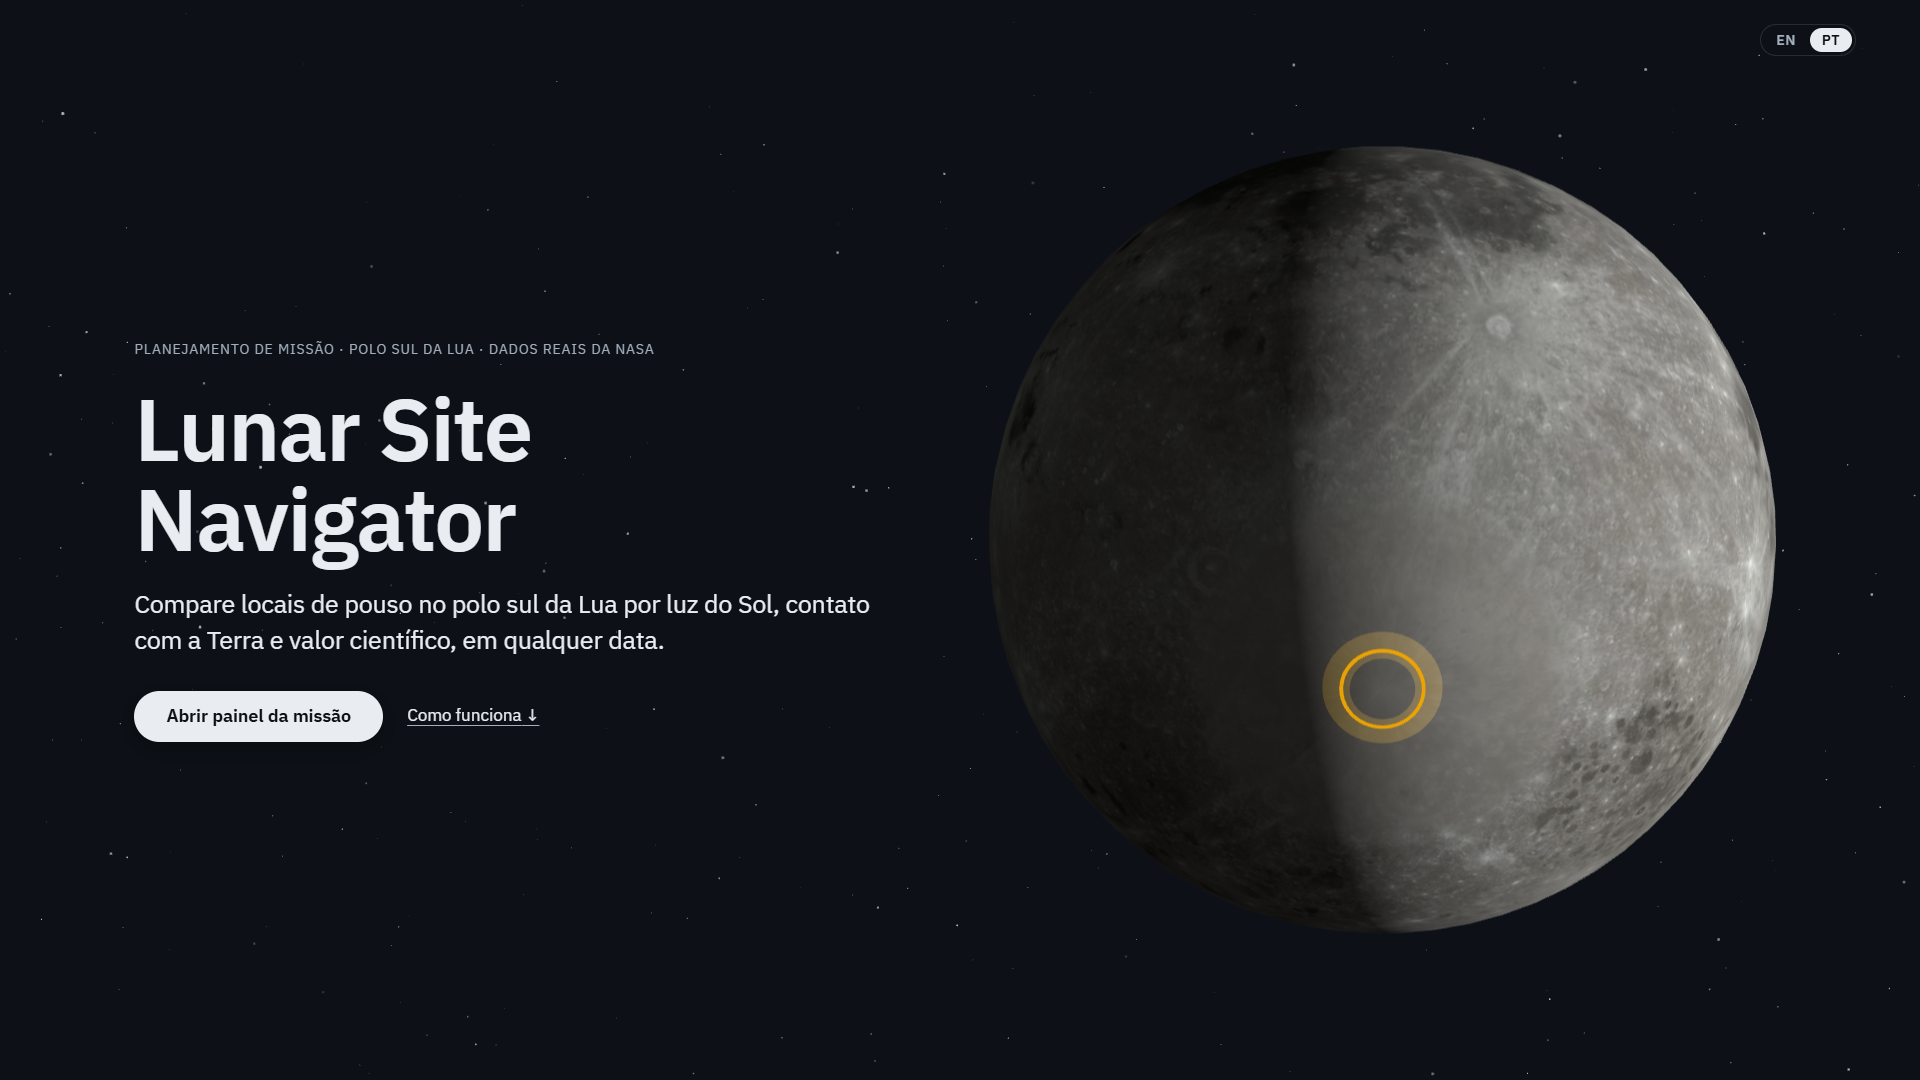 EN PT
PLANEJAMENTO DE MISSÃO · POLO SUL DA LUA · DADOS REAIS DA NASA
Lunar Site
Navigator
Compare locais de pouso no polo sul da Lua por luz do Sol, contato
com a Terra e valor científico, em qualquer data.
Abrir painel da missão Como funciona ↓